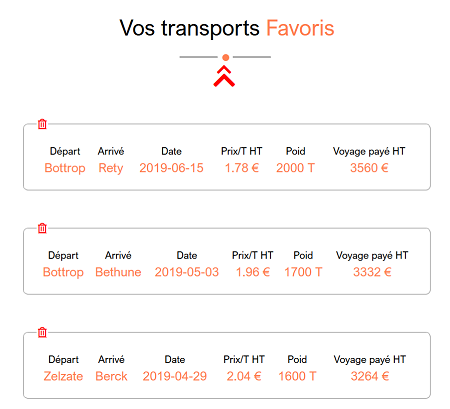 Vos transports Favoris
Départ Arrivé Date Prix/T HT Poid Voyage payé HT
Bottrop Rety 2019-06-15 1.78 € 2000 T 3560 €
Départ Arrivé Date Prix/T HT Poid Voyage payé HT
Bottrop Bethune 2019-05-03 1.96 € 1700 T 3332 €
Départ Arrivé Date Prix/T HT Poid Voyage payé HT
Zelzate Berck 2019-04-29 2.04 € 1600 T 3264 €